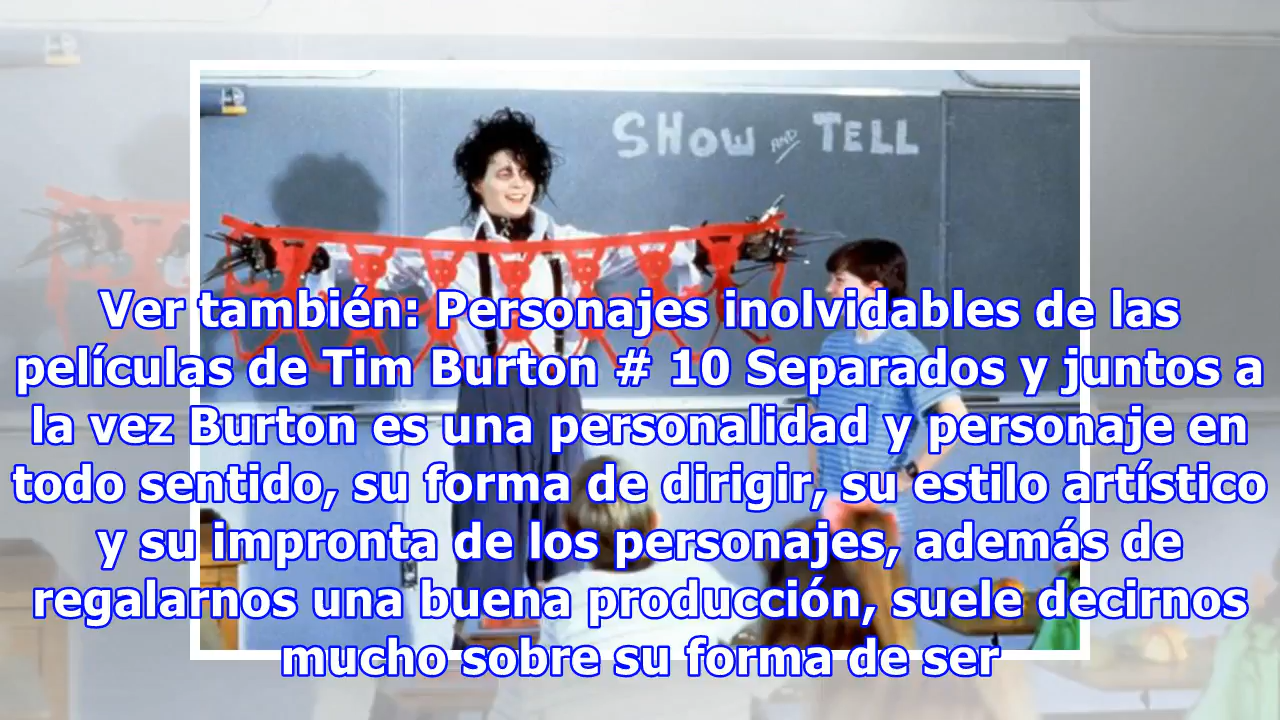 SHOW AND TELL
Ver también: Personajes inolvidables de las
películas de Tim Burton # 10 Separados y juntos a
la vez Burton es una personalidad y personaje en
todo sentido, su forma de dirigir, su estilo artístico
y su impronta de los personajes, además de
regalarnos una buena producción, suele decirnos
mucho sobre su forma de ser